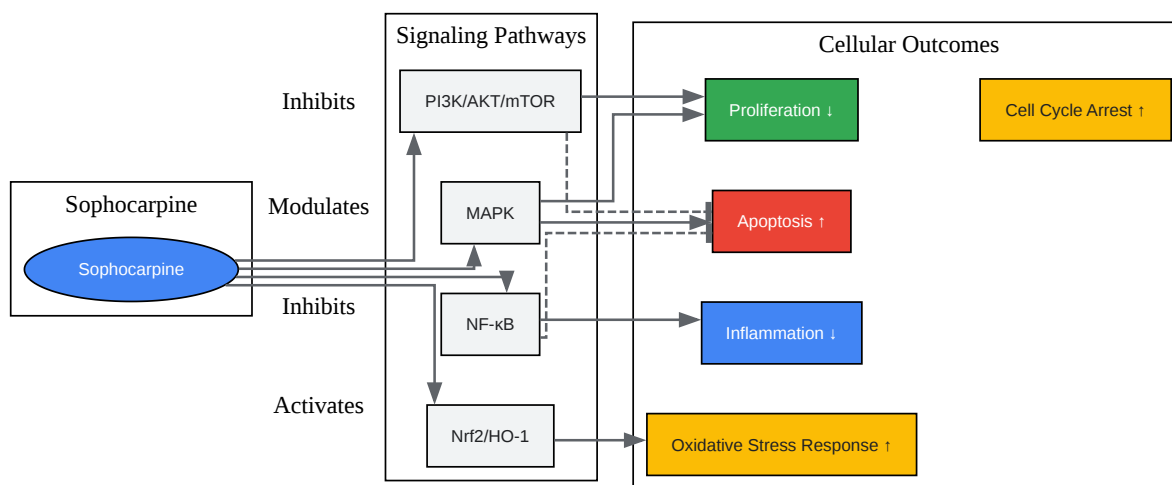 Sophocarpine
Sophocarpine
Inhibits
Modulates
Inhibits
Activates
Signaling Pathways
PI3K/AKT/mTOR
MAPK
NF-κB
Nrf2/HO-1
Cellular Outcomes
Proliferation ↓
Cell Cycle Arrest ↑
Apoptosis ↑
Inflammation ↓
Oxidative Stress Response ↑